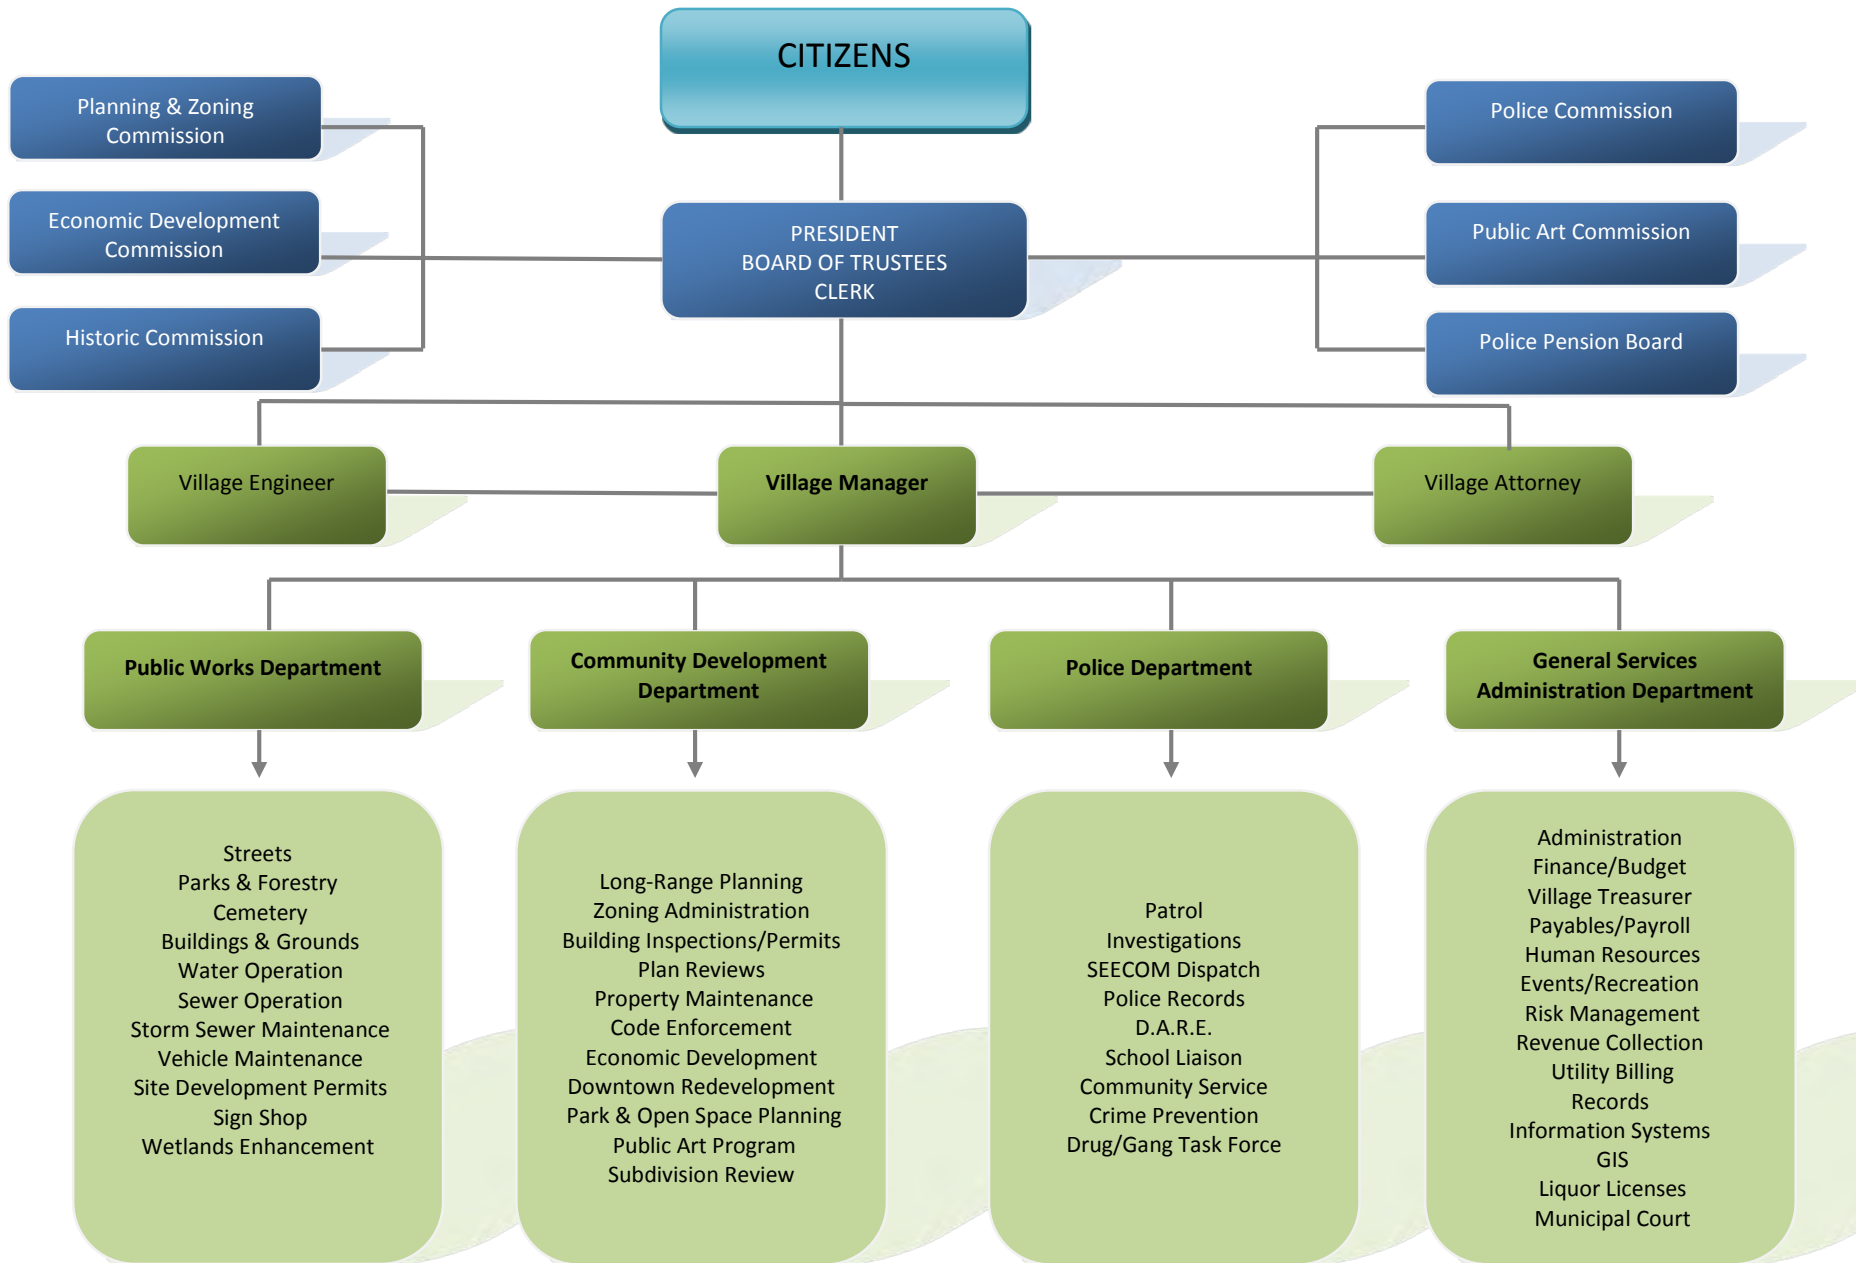 CITIZENS
Planning & Zoning
Commission
Economic Development
Commission
Historic Commission
PRESIDENT
BOARD OF TRUSTEES
CLERK
Police Commission
Public Art Commission
Police Pension Board
Village Engineer
Village Manager
Village Attorney
Public Works Department
Community Development
Department
Police Department
General Services
Administration Department
Streets
Parks & Forestry
Cemetery
Buildings & Grounds
Water Operation
Sewer Operation
Storm Sewer Maintenance
Vehicle Maintenance
Site Development Permits
Sign Shop
Wetlands Enhancement
Long-Range Planning
Zoning Administration
Building Inspections/Permits
Plan Reviews
Property Maintenance
Code Enforcement
Economic Development
Downtown Redevelopment
Park & Open Space Planning
Public Art Program
Subdivision Review
Patrol
Investigations
SEECOM Dispatch
Police Records
D.A.R.E.
School Liaison
Community Service
Crime Prevention
Drug/Gang Task Force
Administration
Finance/Budget
Village Treasurer
Payables/Payroll
Human Resources
Events/Recreation
Risk Management
Revenue Collection
Utility Billing
Records
Information Systems
GIS
Liquor Licenses
Municipal Court